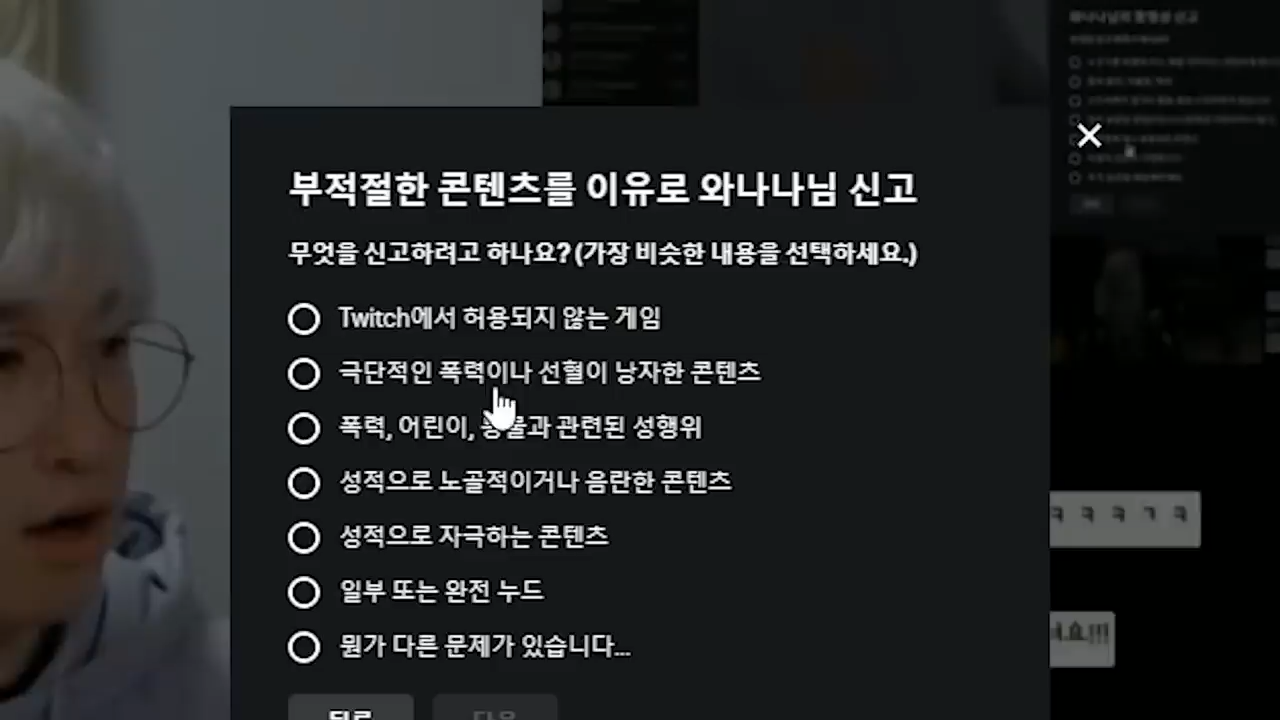 부적절한 콘텐츠를 이유로 와나나님 신고
무엇을 신고하려고 하나요? (가장 비슷한 내용을 선택하세요.)
Twitch에서 허용되지 않는 게임
극단적인 폭력이나 선혈이 낭자한 콘텐츠
폭력, 어린이, 동물과 관련된 성행위
성적으로 노골적이거나 음란한 콘텐츠
성적으로 자극하는 콘텐츠
일부 또는 완전 누드
뭔가 다른 문제가 있습니다...
뒤로
다음
ㅋ ㅋ ㅋ ㄱ ㅋ